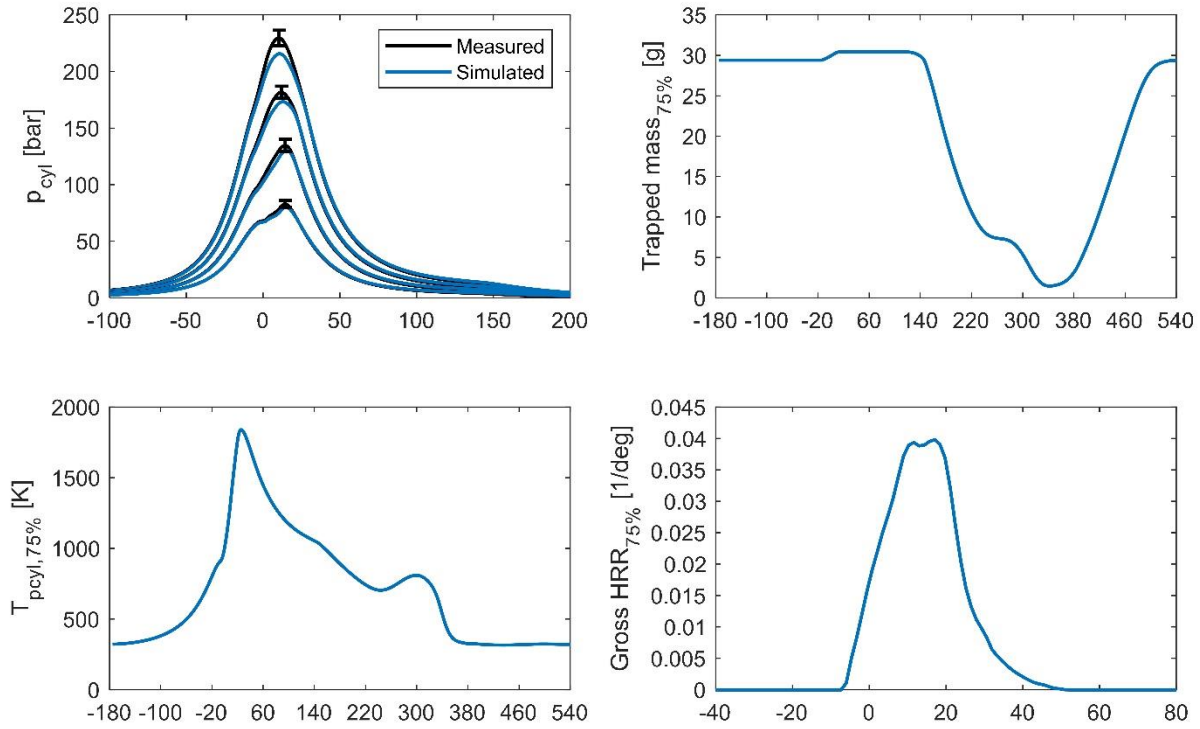 250
200
150
100
50
0
p_cyl [bar]
Measured
Simulated
-100 -50 0 50 100 150 200
35
30
25
20
15
10
5
0
Trapped mass_75% [g]
-180 -100 -20 60 140 220 300 380 460 540
2000
1500
1000
500
0
T_pcyl,75% [K]
-180 -100 -20 60 140 220 300 380 460 540
0.045
0.04
0.035
0.03
0.025
0.02
0.015
0.01
0.005
0
Gross HRR_75% [1/deg]
-40 -20 0 20 40 60 80